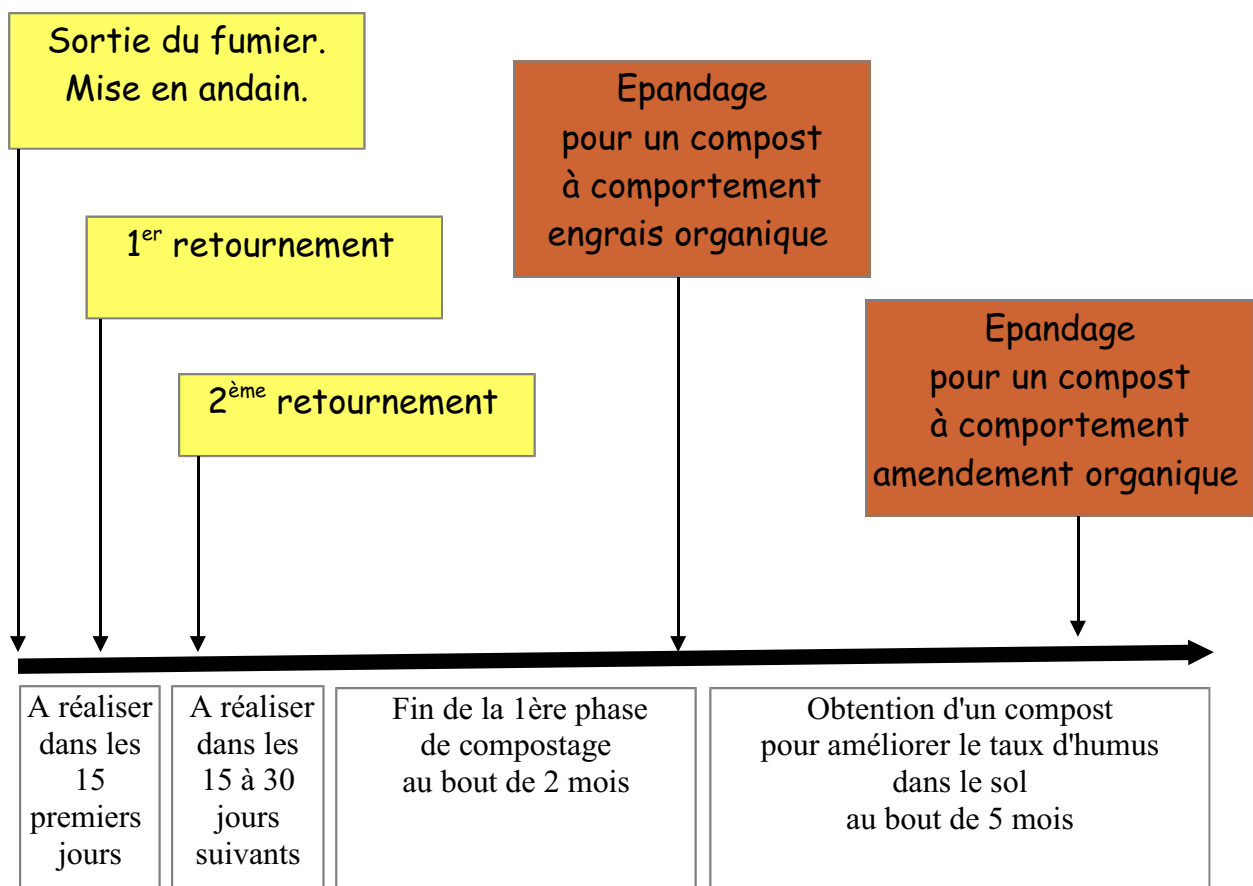 Sortie du fumier.
Mise en andain.
1er retournement
2ème retournement
Epandage
pour un compost
à comportement
engrais organique
Epandage
pour un compost
à comportement
amendement organique
A réaliser
dans les
15
premiers
jours
A réaliser
dans les
15 à 30
jours
suivants
Fin de la 1ère phase
de compostage
au bout de 2 mois
Obtention d'un compost
pour améliorer le taux d'humus
dans le sol
au bout de 5 mois